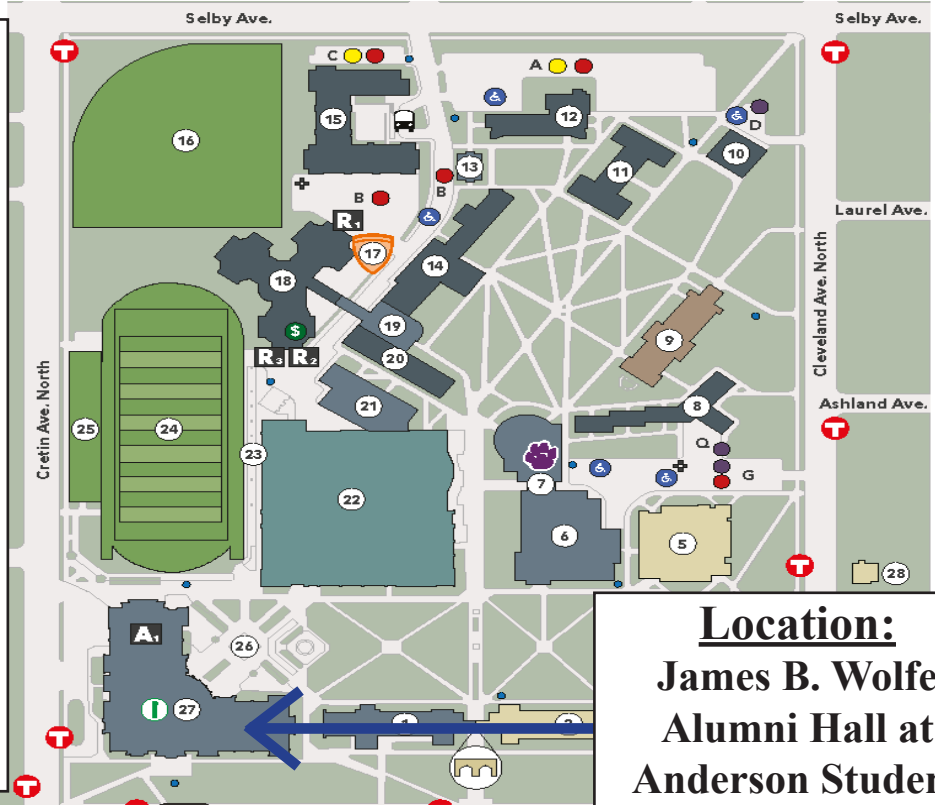 Selby Ave.
Selby Ave.
T
T
C
A
12
15
D
16
10
13
11
B
B
Laurel Ave.
R1
17
14
18
Cleveland Ave. North
19
9
$
R3 R2
20
Cretin Ave. North
21
8
Ashland Ave.
25
24
23
T
Q
G
22
7
6
5
T
28
A1
26
Location:
James B. Wolfe
Alumni Hall at
Anderson Studen
27
1
2
T
T